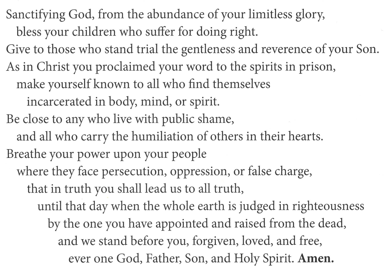 Sanctifying God, from the abundance of your limitless glory,
bless your children who suffer for doing right.
Give to those who stand trial the gentleness and reverence of your Son.
As in Christ you proclaimed your word to the spirits in prison,
make yourself known to all who find themselves
incarcerated in body, mind, or spirit.
Be close to any who live with public shame,
and all who carry the humiliation of others in their hearts.
Breathe your power upon your people
where they face persecution, oppression, or false charge,
that in truth you shall lead us to all truth,
until that day when the whole earth is judged in righteousness
by the one you have appointed and raised from the dead,
and we stand before you, forgiven, loved, and free,
ever one God, Father, Son, and Holy Spirit. Amen.